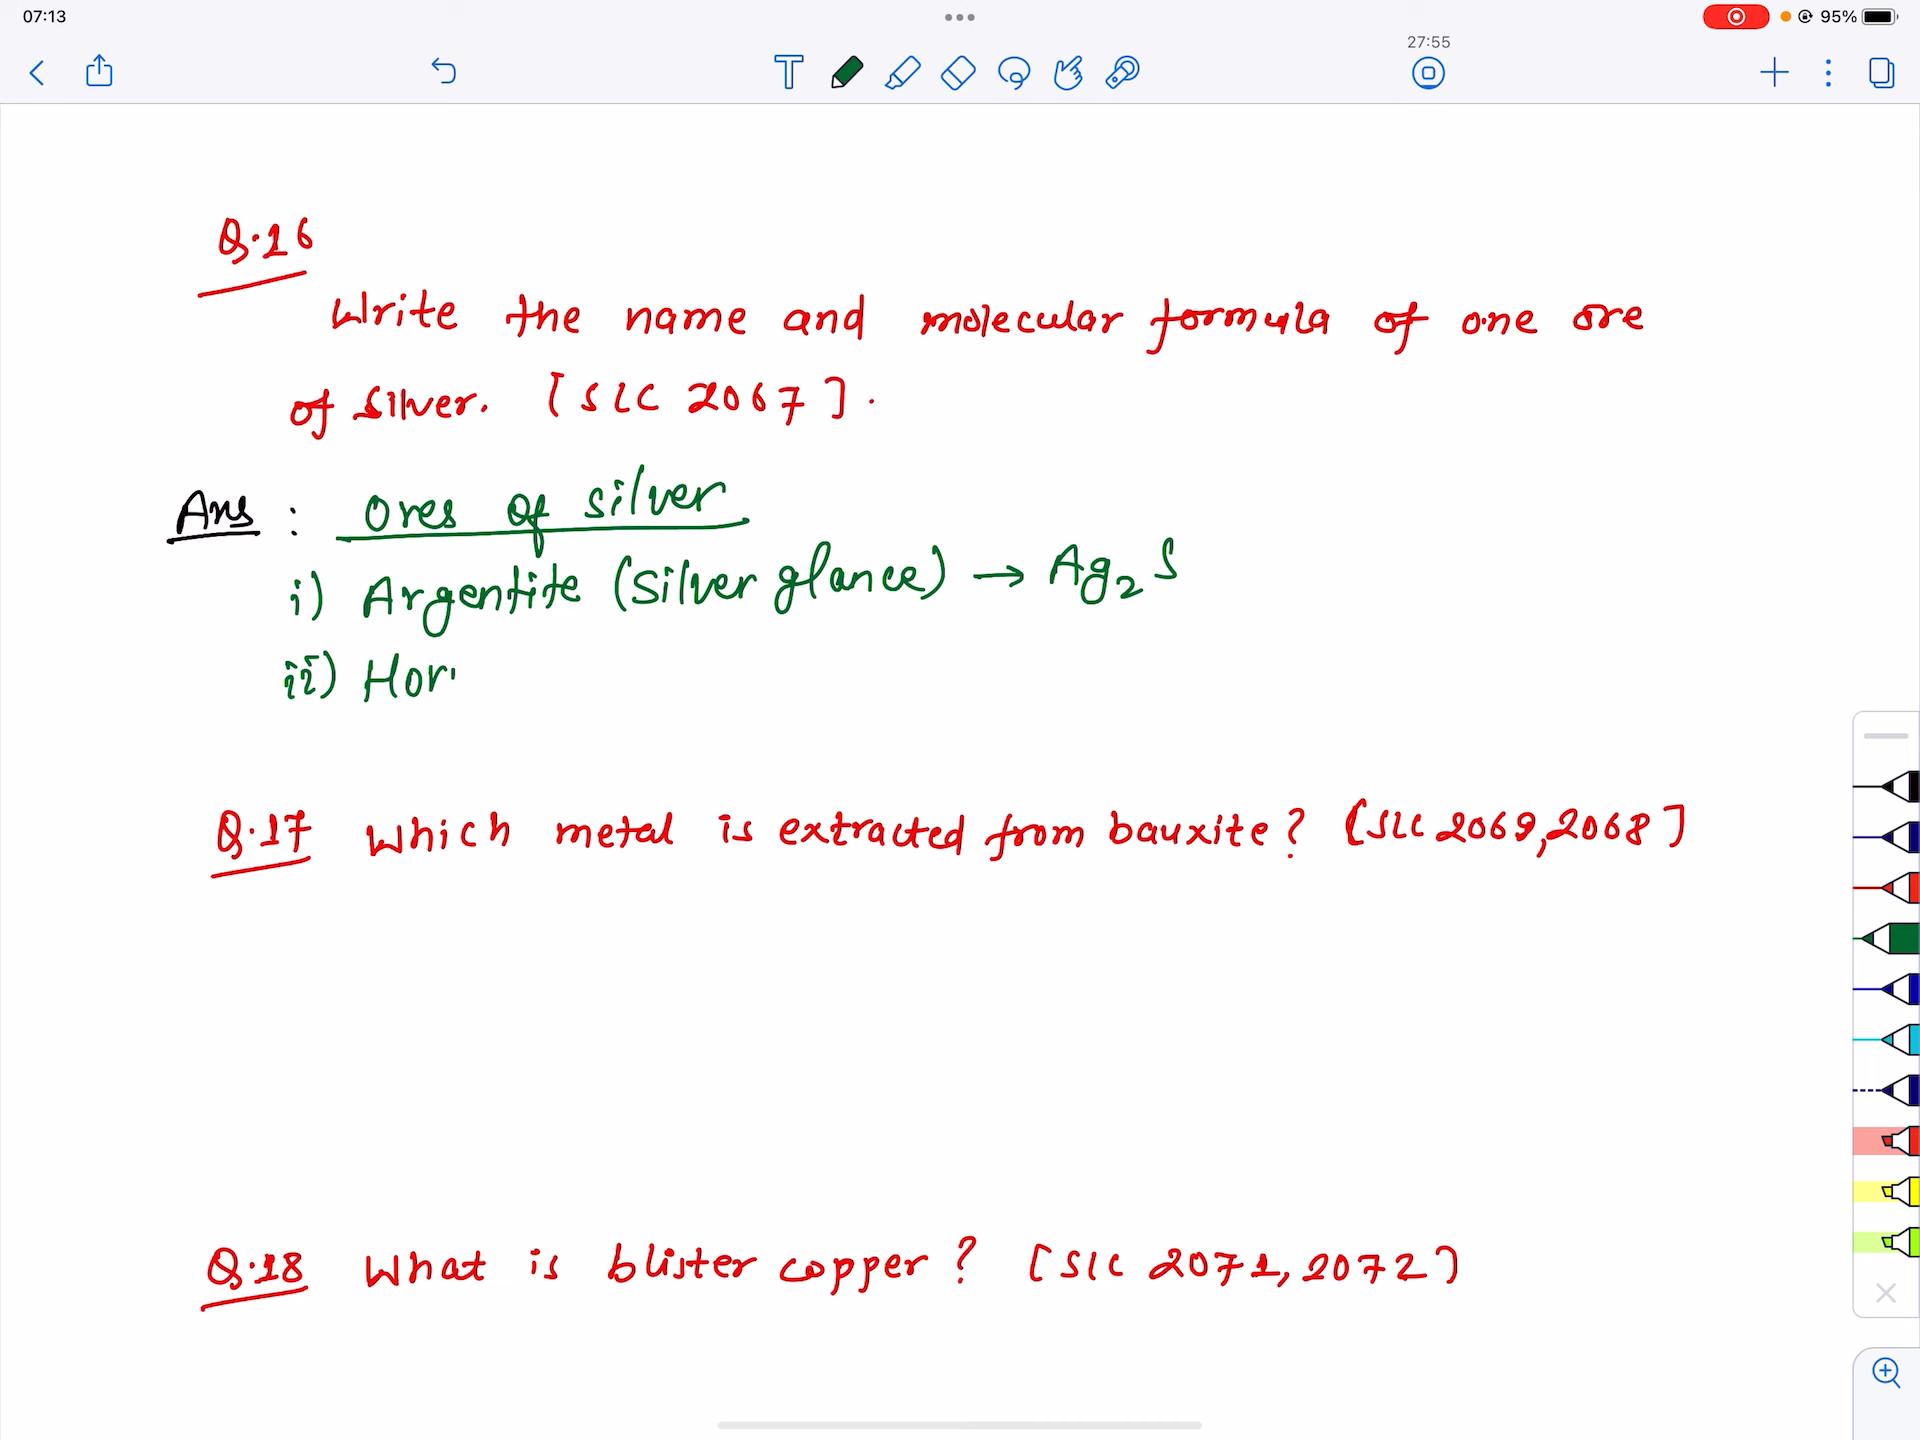 07:13
95%
27:55
Q.16
Write the name and molecular formula of one ore
of silver. [SLC 2067].
Ans : Ores of silver
i) Argentite (Silver glance) → Ag₂S
ii) Hor
Q.17 Which metal is extracted from bauxite? [SLC 2069, 2068]
Q.18 What is blister copper? [SLC 2071, 2072]